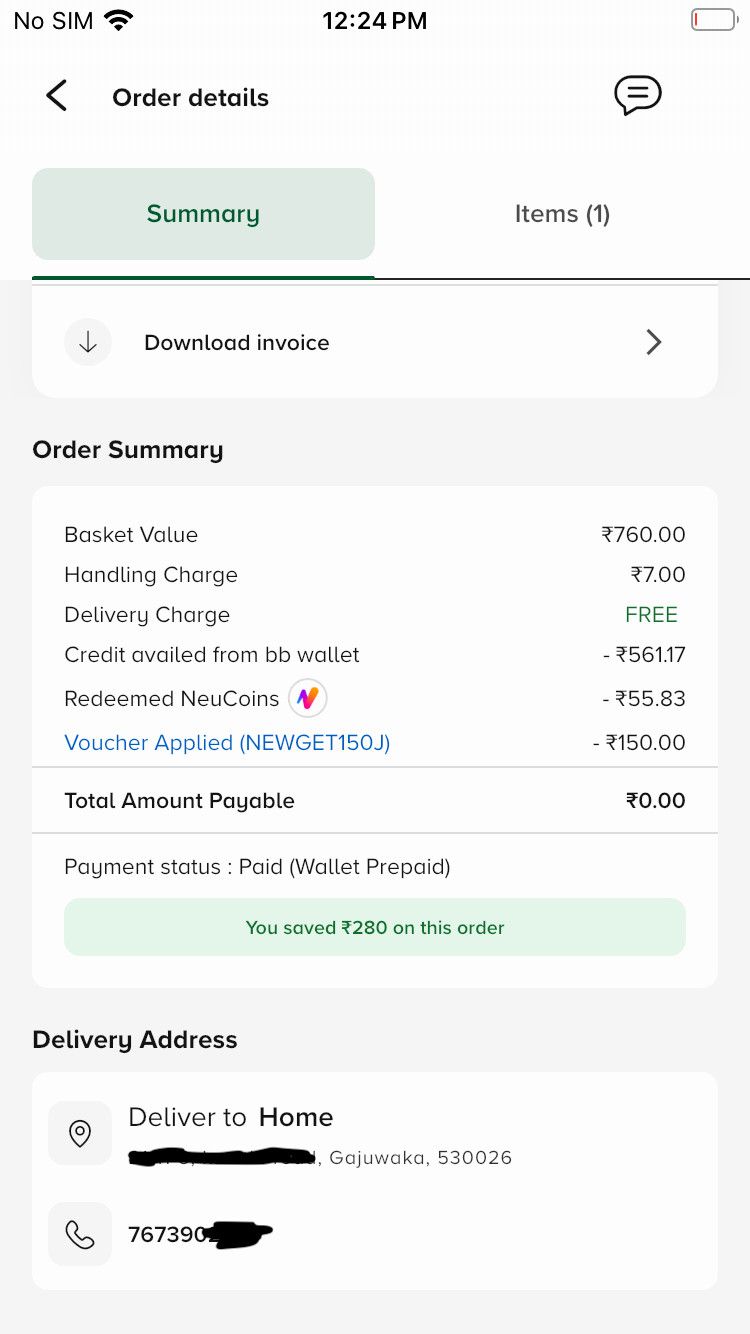 No SIM 12:24 PM
Order details
Summary Items (1)
Download invoice
Order Summary
Basket Value ₹760.00
Handling Charge ₹7.00
Delivery Charge FREE
Credit availed from bb wallet - ₹561.17
Redeemed NeuCoins - ₹55.83
Voucher Applied (NEWGET150J) - ₹150.00
Total Amount Payable ₹0.00
Payment status : Paid (Wallet Prepaid)
You saved ₹280 on this order
Delivery Address
Deliver to Home
, Gajuwaka, 530026
767390